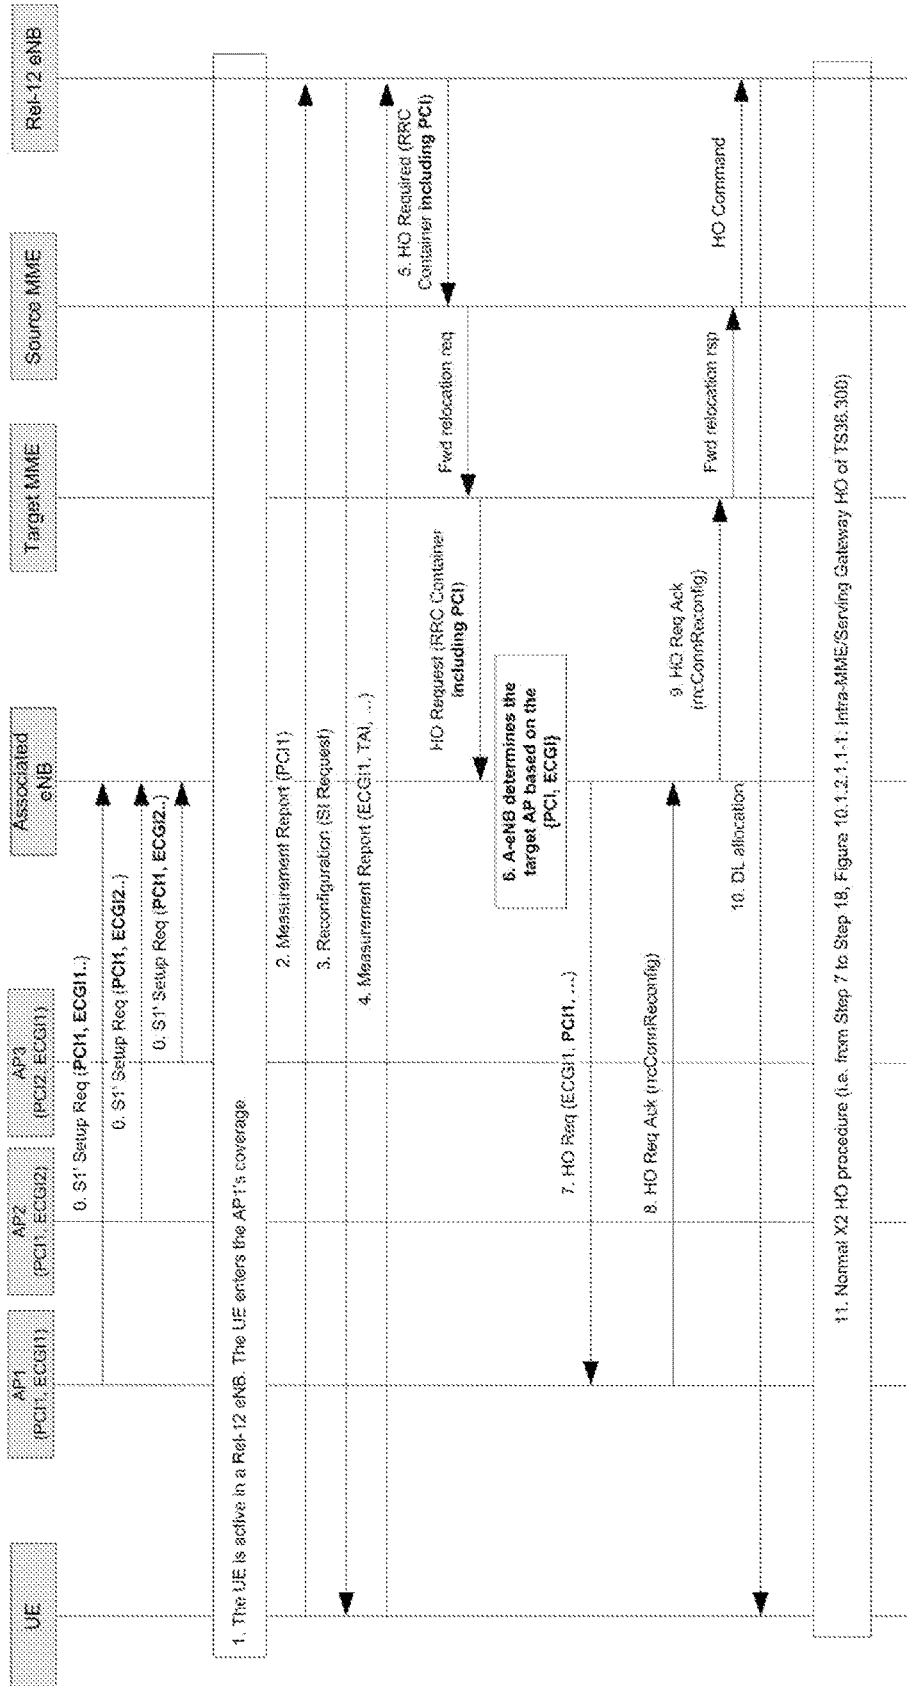 UE
AP1
(PCI1, ECGI1)
AP2
(PCI1, ECGI2)
AP3
(PCI2, ECGI1)
Associated
eNB
Target MME
Source MME
Rel-12 eNB
0. S1' Setup Req (PCI1, ECGI1..)
0. S1' Setup Req (PCI1, ECGI2..)
0. S1' Setup Req (PCI1, ECGI2..)
1. The UE is active in a Rel-12 eNB. The UE enters the AP1's coverage
2. Measurement Report (PCI1)
3. Reconfiguration (SI Request)
4. Measurement Report (ECGI1, TAI, ...)
5. HO Required (RRC
Container including PCI)
Fwd relocation req
HO Request (RRC Container
including PCI)
6. A-eNB determines the
target AP based on the
{PCI, ECGI}
7. HO Req (ECGI1, PCI1, ...)
8. HO Req Ack (rrcConnReconfig)
9. HO Req Ack
(rrcConnReconfig)
Fwd relocation rsp
HO Command
10. DL allocation
11. Normal X2 HO procedure (i.e. from Step 7 to Step 18, Figure 10.1.2.1.1-1: Intra-MME/Serving Gateway HO of TS36.300)